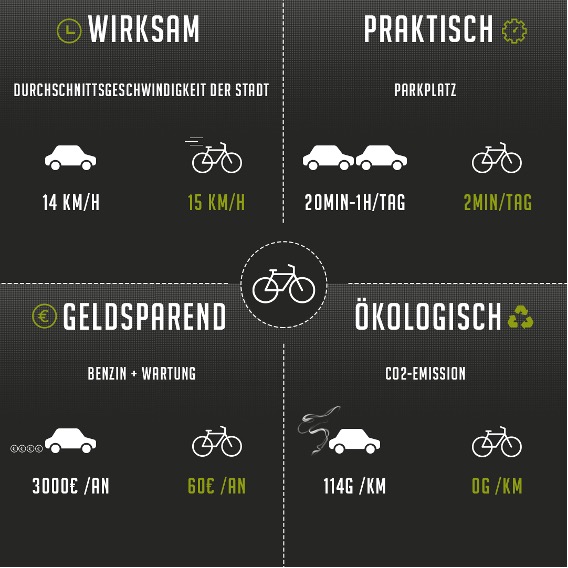 WIRKSAM
DURCHSCHNITTSGESCHWINDIGKEIT DER STADT
14 KM/H
15 KM/H
PRAKTISCH
PARKPLATZ
20MIN-1H/TAG
2MIN/TAG
€ GELDSPAREND
BENZIN + WARTUNG
€€€€
3000€ /AN
60€ /AN
ÖKOLOGISCH
CO2-EMISSION
114G /KM
0G /KM